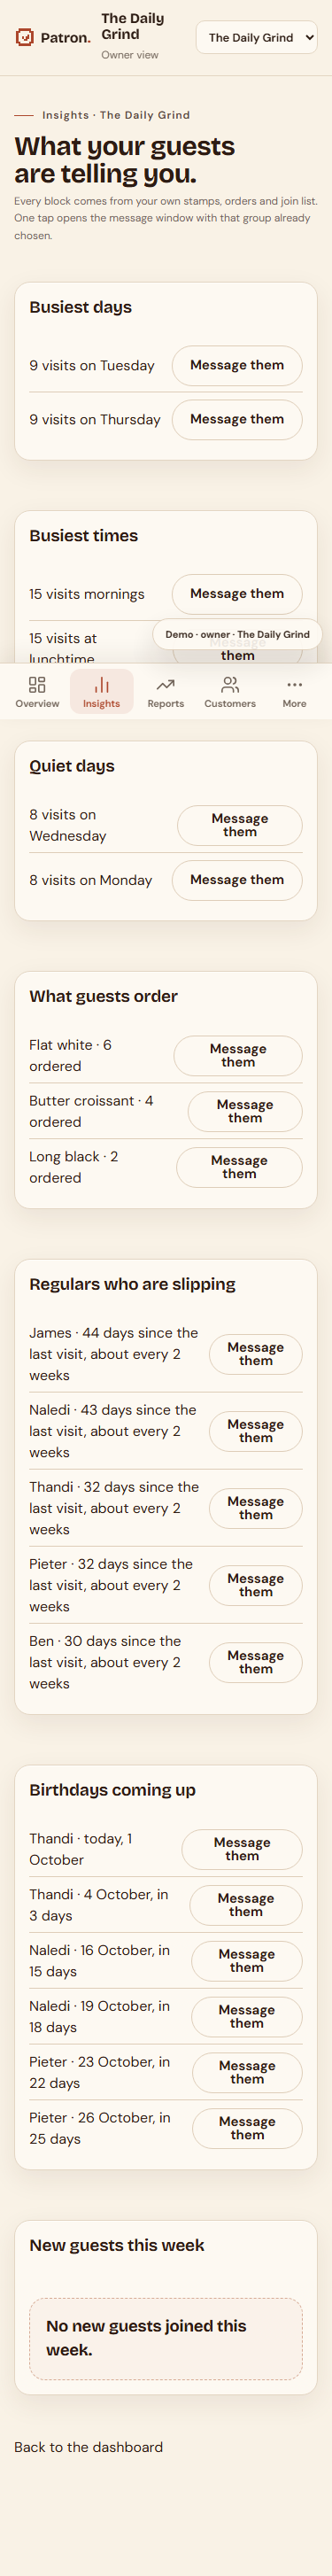 Patron.
The Daily
Grind
Owner view
The Daily Grind
Insights · The Daily Grind
What your guests
are telling you.
Every block comes from your own stamps, orders and join list.
One tap opens the message window with that group already
chosen.
Busiest days
9 visits on Tuesday
Message them
9 visits on Thursday
Message them
Busiest times
15 visits mornings
Message them
15 visits at
lunchtime
Message
them
Demo · owner · The Daily Grind
Overview
Insights
Reports
Customers
More
Quiet days
8 visits on
Wednesday
Message
them
8 visits on Monday
Message them
What guests order
Flat white · 6
ordered
Message
them
Butter croissant · 4
ordered
Message
them
Long black · 2
ordered
Message
them
Regulars who are slipping
James · 44 days since the
last visit, about every 2
weeks
Message
them
Naledi · 43 days since the
last visit, about every 2
weeks
Message
them
Thandi · 32 days since the
last visit, about every 2
weeks
Message
them
Pieter · 32 days since the
last visit, about every 2
weeks
Message
them
Ben · 30 days since the
last visit, about every 2
weeks
Message
them
Birthdays coming up
Thandi · today, 1
October
Message
them
Thandi · 4 October, in
3 days
Message
them
Naledi · 16 October, in
15 days
Message
them
Naledi · 19 October, in
18 days
Message
them
Pieter · 23 October, in
22 days
Message
them
Pieter · 26 October, in
25 days
Message
them
New guests this week
No new guests joined this
week.
Back to the dashboard